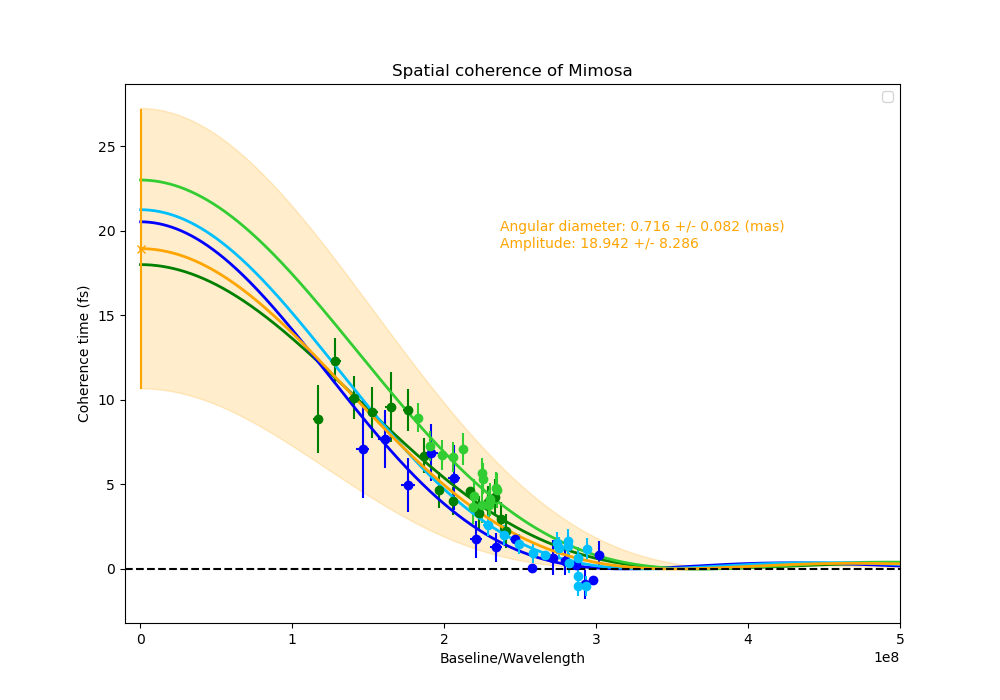 Spatial coherence of Mimosa
Angular diameter: 0.716 +/- 0.082 (mas)
Amplitude: 18.942 +/- 8.286
Coherence time (fs)
25
20
15
10
5
0
0 1 2 3 4 5
1e8
Baseline/Wavelength